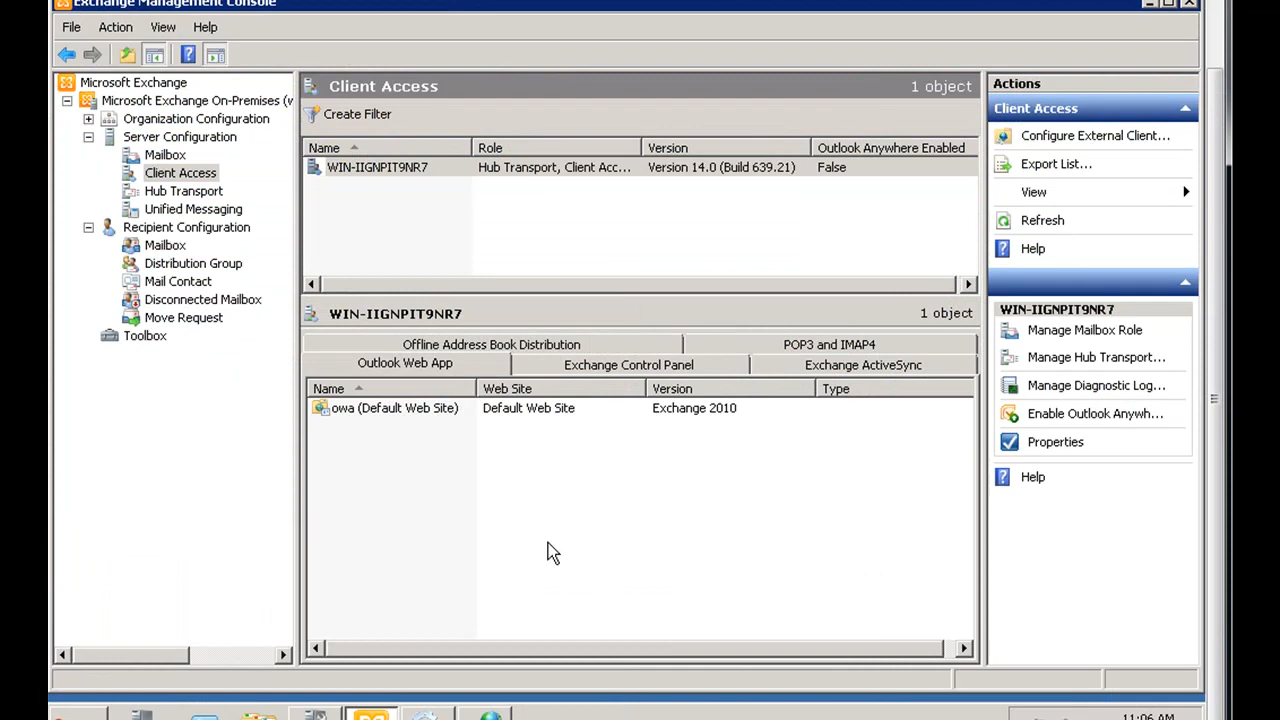 Exchange Management Console
File Action View Help
Microsoft Exchange
Microsoft Exchange On-Premises (w
Organization Configuration
Server Configuration
Mailbox
Client Access
Hub Transport
Unified Messaging
Recipient Configuration
Mailbox
Distribution Group
Mail Contact
Disconnected Mailbox
Move Request
Toolbox
Client Access 1 object
Create Filter
Name Role Version Outlook Anywhere Enabled
WIN-IIGNPIT9NR7 Hub Transport, Client Acc... Version 14.0 (Build 639.21) False
WIN-IIGNPIT9NR7 1 object
Offline Address Book Distribution POP3 and IMAP4
Outlook Web App Exchange Control Panel Exchange ActiveSync
Name Web Site Version Type
owa (Default Web Site) Default Web Site Exchange 2010
Actions
Client Access
Configure External Client...
Export List...
View
Refresh
Help
WIN-IIGNPIT9NR7
Manage Mailbox Role
Manage Hub Transport...
Manage Diagnostic Log...
Enable Outlook Anywh...
Properties
Help
11:06 AM